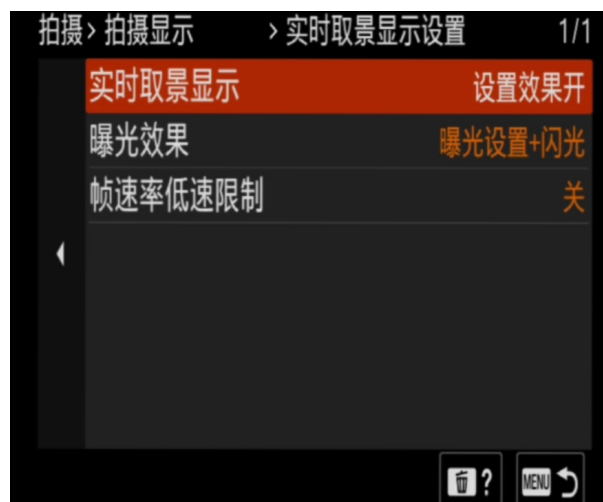 拍摄>拍摄显示 >实时取景显示设置 1/1
实时取景显示 设置效果开
曝光效果 曝光设置+闪光
帧速率低速限制 关
? MENU